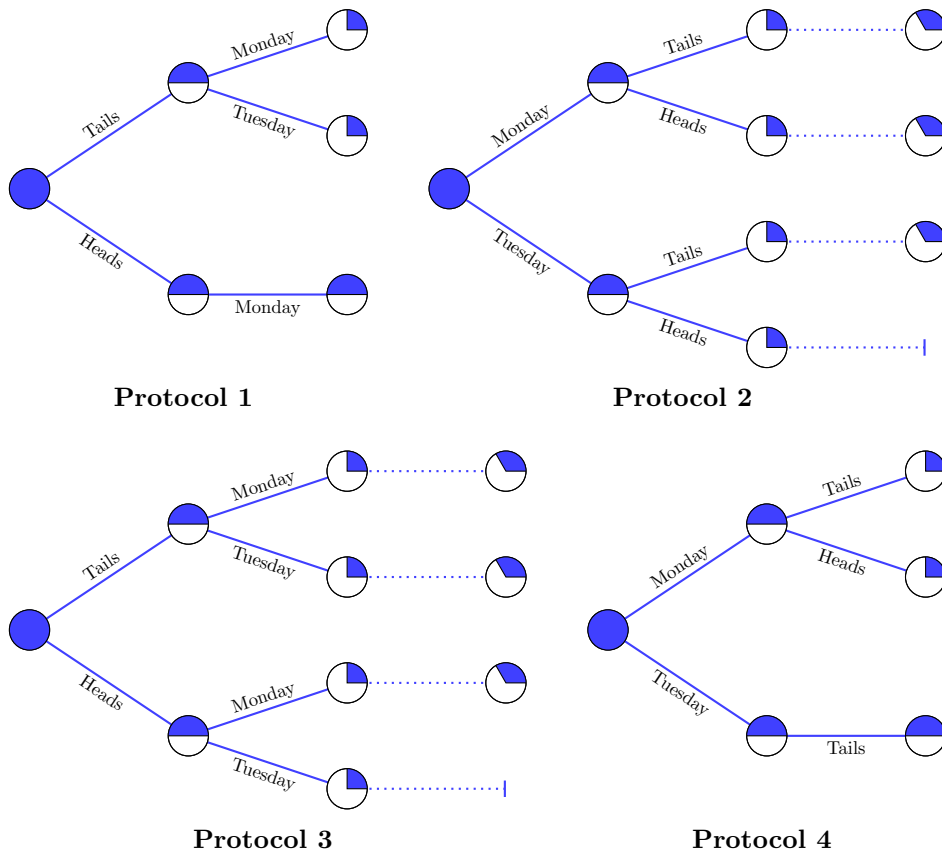 Monday
Tails
Tuesday
Heads
Monday
Protocol 1
Tails
Monday
Heads
Tails
Tuesday
Heads
Protocol 2
Monday
Tails
Tuesday
Monday
Heads
Tuesday
Protocol 3
Tails
Monday
Heads
Tuesday
Tails
Protocol 4